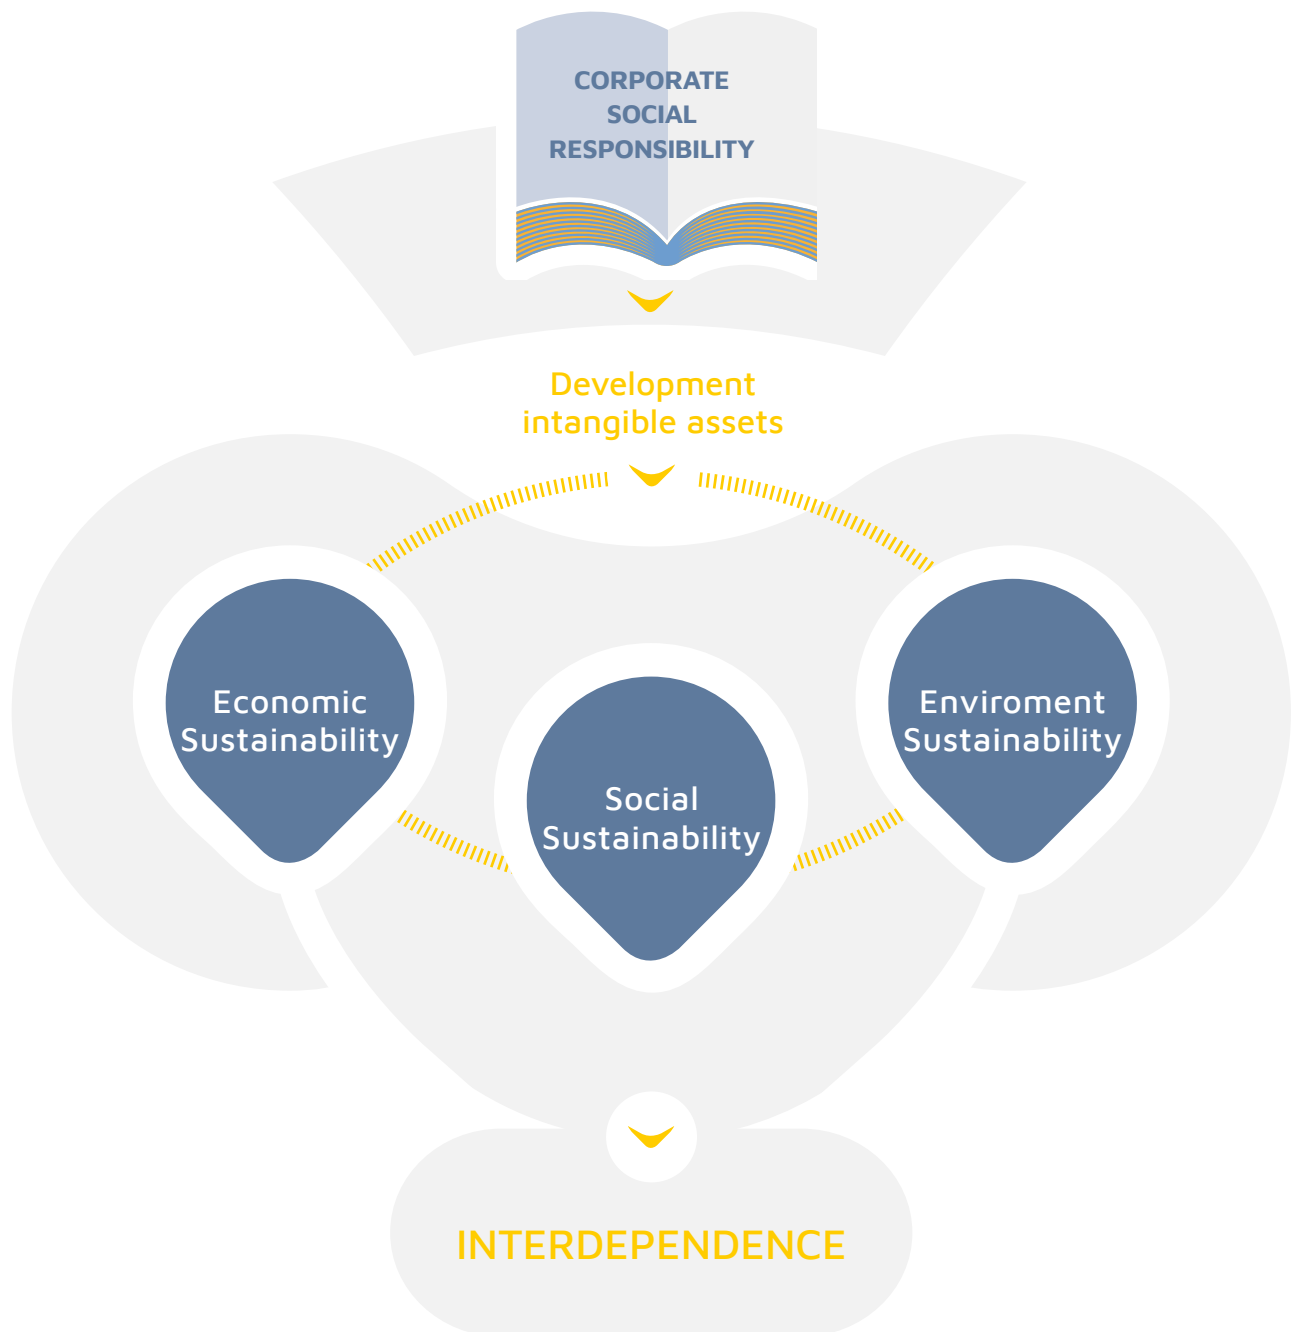 CORPORATE
SOCIAL
RESPONSIBILITY
Development
intangible assets
Economic
Sustainability
Social
Sustainability
Enviroment
Sustainability
INTERDEPENDENCE